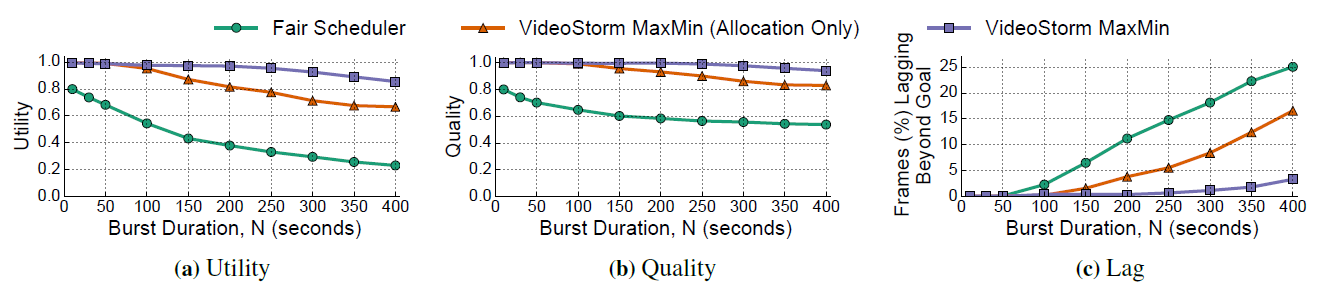 Fair Scheduler VideoStorm MaxMin (Allocation Only) VideoStorm MaxMin
Utility
1.0
0.8
0.6
0.4
0.2
0.0
0 50 100 150 200 250 300 350 400
Burst Duration, N (seconds)
(a) Utility
Quality
1.0
0.8
0.6
0.4
0.2
0.0
0 50 100 150 200 250 300 350 400
Burst Duration, N (seconds)
(b) Quality
Frames (%) Lagging
Beyond Goal
25
20
15
10
5
0
0 50 100 150 200 250 300 350 400
Burst Duration, N (seconds)
(c) Lag